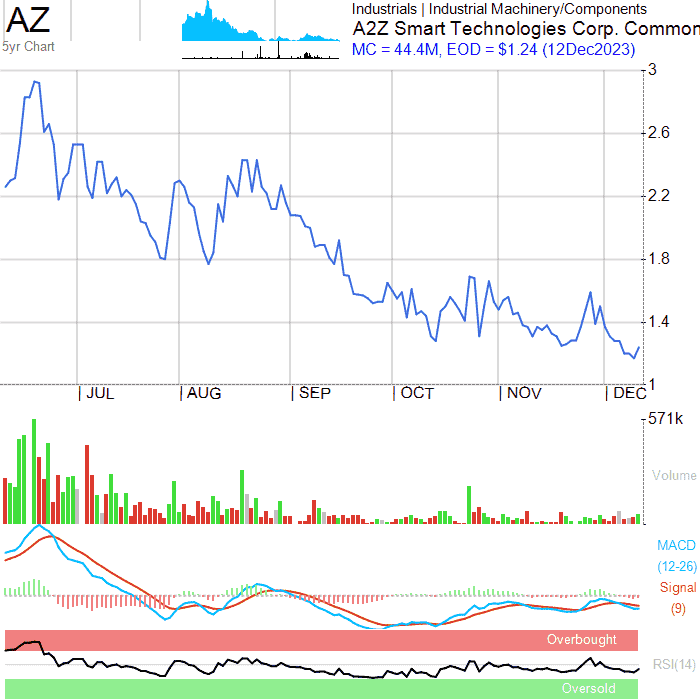 AZ
5yr Chart
Industrials | Industrial Machinery/Components
A2Z Smart Technologies Corp. Common
MC = 44.4M, EOD = $1.24 (12Dec2023)
3
2.6
2.2
1.8
1.4
1
JUL AUG SEP OCT NOV DEC
571k
Volume
MACD
(12-26)
Signal
(9)
Overbought
RSI(14)
Oversold